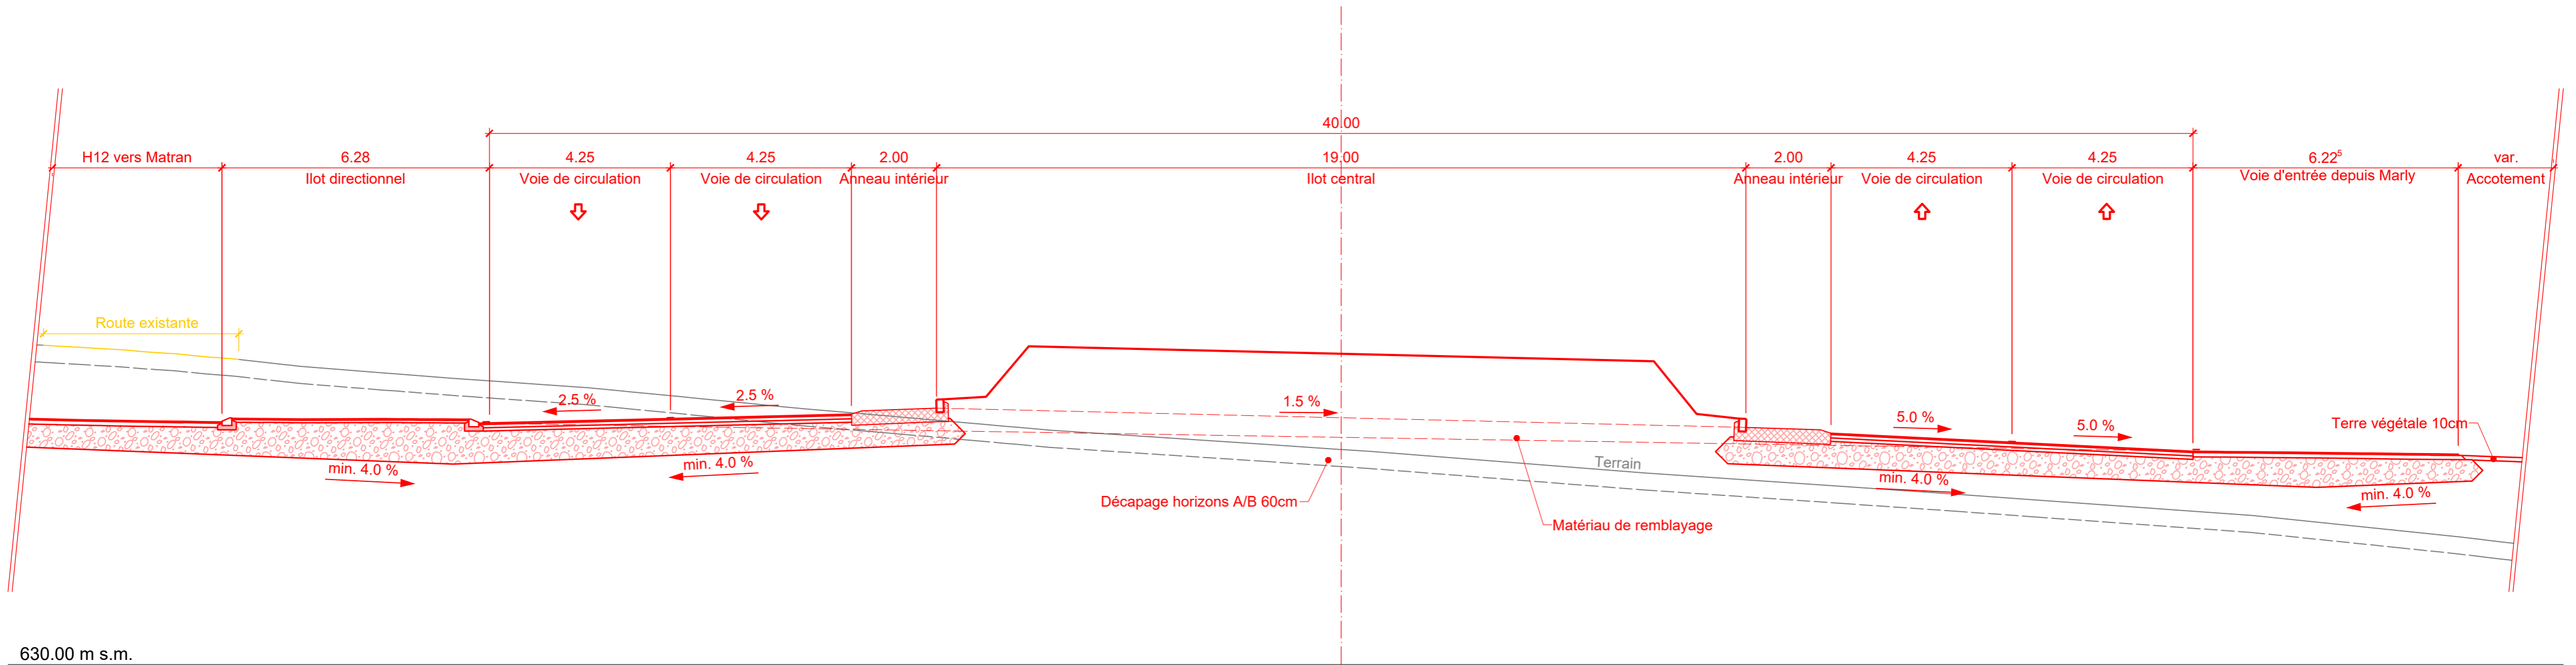 40.00
H12 vers Matran
6.28
4.25
4.25
2.00
19.00
2.00
4.25
4.25
6.22⁵
var.
Ilot directionnel
Voie de circulation
Voie de circulation
Anneau intérieur
Ilot central
Anneau intérieur
Voie de circulation
Voie de circulation
Voie d'entrée depuis Marly
Accotement
Route existante
2.5 %
2.5 %
1.5 %
5.0 %
5.0 %
Terre végétale 10cm
min. 4.0 %
min. 4.0 %
Terrain
min. 4.0 %
min. 4.0 %
Décapage horizons A/B 60cm
Matériau de remblayage
630.00 m s.m.